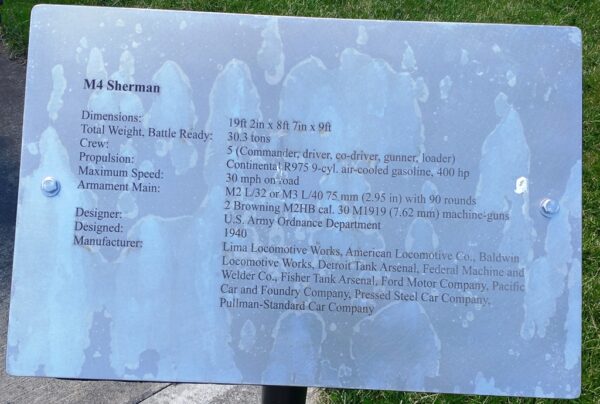 M4 Sherman
Dimensions: 19ft 2in x 8ft 7in x 9ft
Total Weight, Battle Ready: 30.3 tons
Crew: 5 (Commander, driver, co-driver, gunner, loader)
Propulsion: Continental R975 9-cyl. air-cooled gasoline, 400 hp
Maximum Speed: 30 mph on road
Armament Main: M2 L/32 or M3 L/40 75 mm (2.95 in) with 90 rounds
2 Browning M2HB cal. 30 M1919 (7.62 mm) machine-guns
Designer: U.S. Army Ordnance Department
Designed: 1940
Manufacturer: Lima Locomotive Works, American Locomotive Co., Baldwin
Locomotive Works, Detroit Tank Arsenal, Federal Machine and
Welder Co., Fisher Tank Arsenal, Ford Motor Company, Pacific
Car and Foundry Company, Pressed Steel Car Company,
Pullman-Standard Car Company